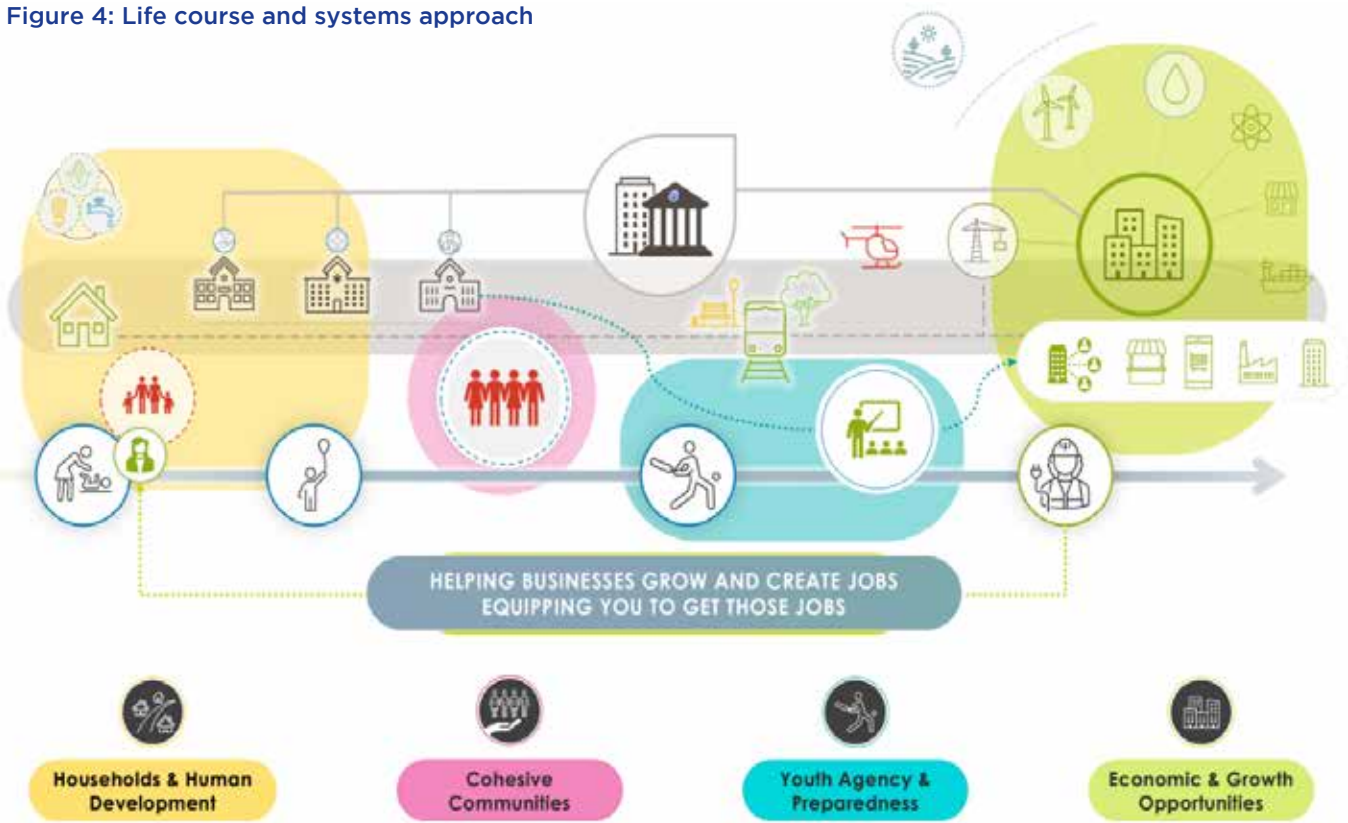 Figure 4: Life course and systems approach
HELPING BUSINESSES GROW AND CREATE JOBS
EQUIPPING YOU TO GET THOSE JOBS
Households & Human
Development
Cohesive
Communities
Youth Agency &
Preparedness
Economic & Growth
Opportunities